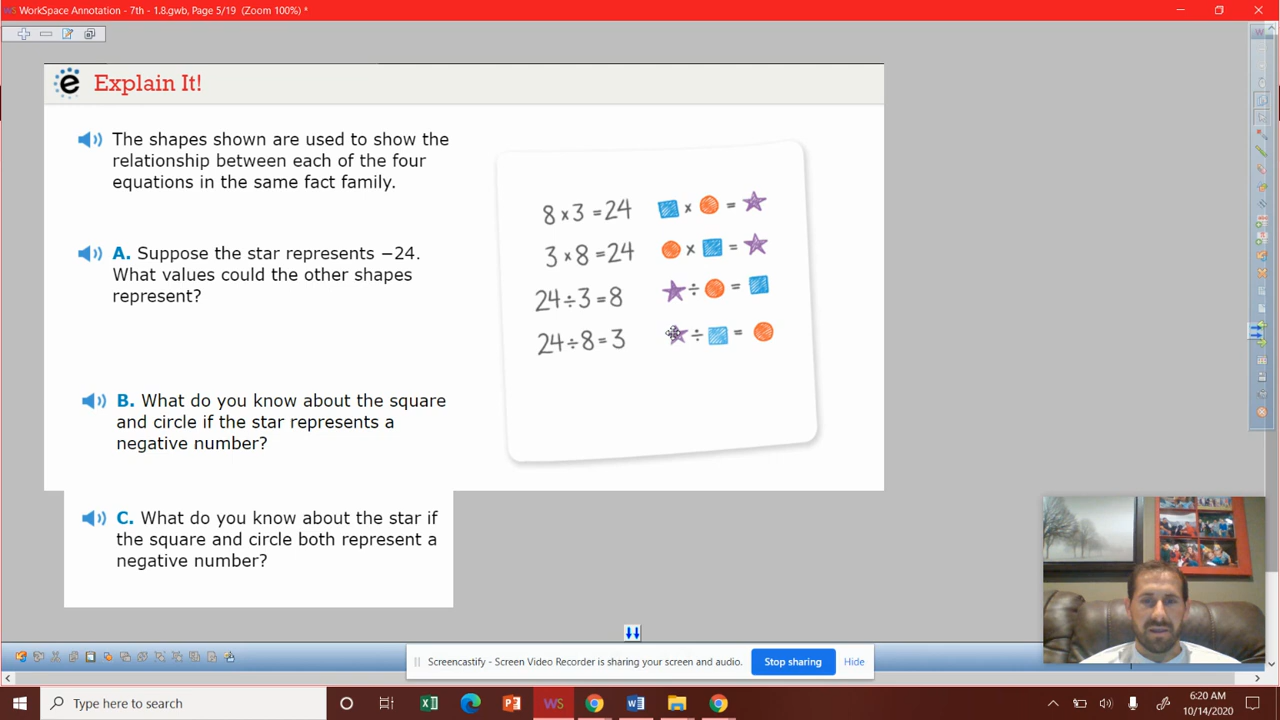 WorkSpace Annotation - 7th - 1.8.gwb, Page 5/19 (Zoom 100%) *
e Explain It!
The shapes shown are used to show the
relationship between each of the four
equations in the same fact family.
A. Suppose the star represents −24.
What values could the other shapes
represent?
B. What do you know about the square
and circle if the star represents a
negative number?
C. What do you know about the star if
the square and circle both represent a
negative number?
8 × 3 = 24 × =
3 × 8 = 24 × =
24 ÷ 3 = 8 ÷ =
24 ÷ 8 = 3 ÷ =
Screencastify - Screen Video Recorder is sharing your screen and audio. Stop sharing Hide
Type here to search
6:20 AM
10/14/2020